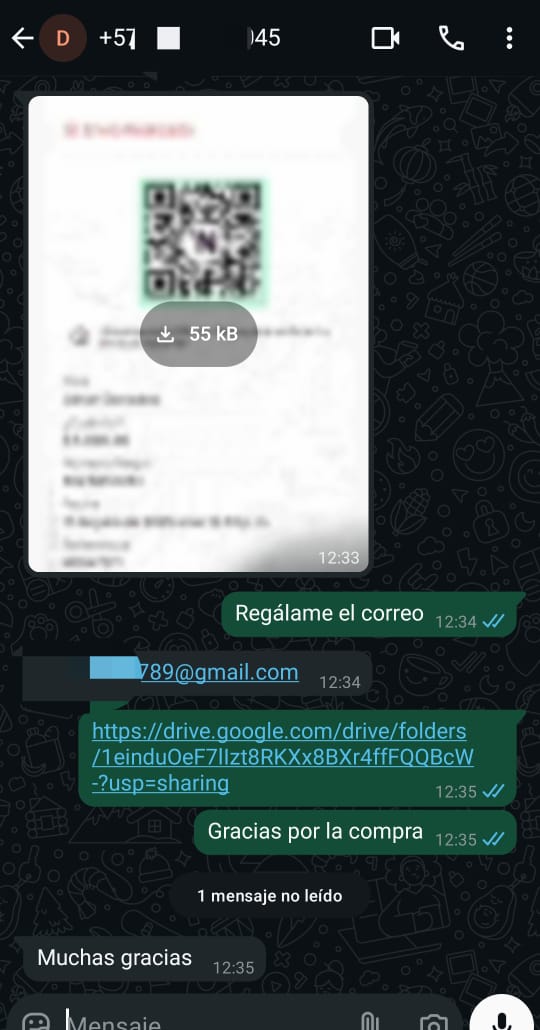 D +57 045
55 kB
12:33
Regálame el correo 12:34
789@gmail.com 12:34
https://drive.google.com/drive/folders
/1einduOeF7lIzt8RKXx8BXr4ffFQQBcW
-?usp=sharing 12:35
Gracias por la compra 12:35
1 mensaje no leído
Muchas gracias 12:35
Mensaje